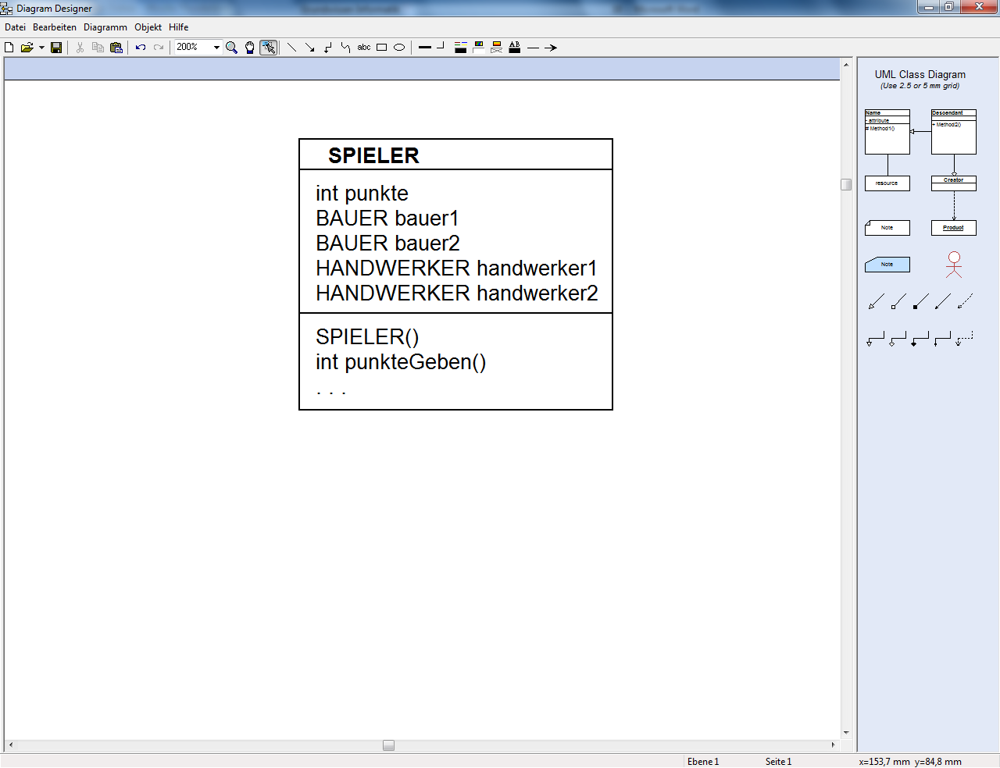 Diagram Designer
Datei Bearbeiten Diagramm Objekt Hilfe
200%
abc
AB
UML Class Diagram
(Use 2.5 or 5 mm grid)
Name
- attribute
# Method1()
Descendant
+ Method2()
resource
Creator
Note
Product
Note
SPIELER
int punkte
BAUER bauer1
BAUER bauer2
HANDWERKER handwerker1
HANDWERKER handwerker2
SPIELER()
int punkteGeben()
. . .
Ebene 1
Seite 1
x=153,7 mm y=84,8 mm